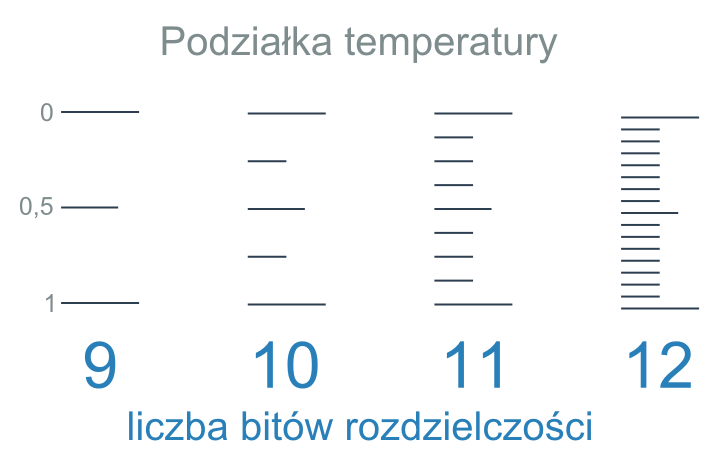 Podziałka temperatury
0
0,5
1
9 10 11 12
liczba bitów rozdzielczości